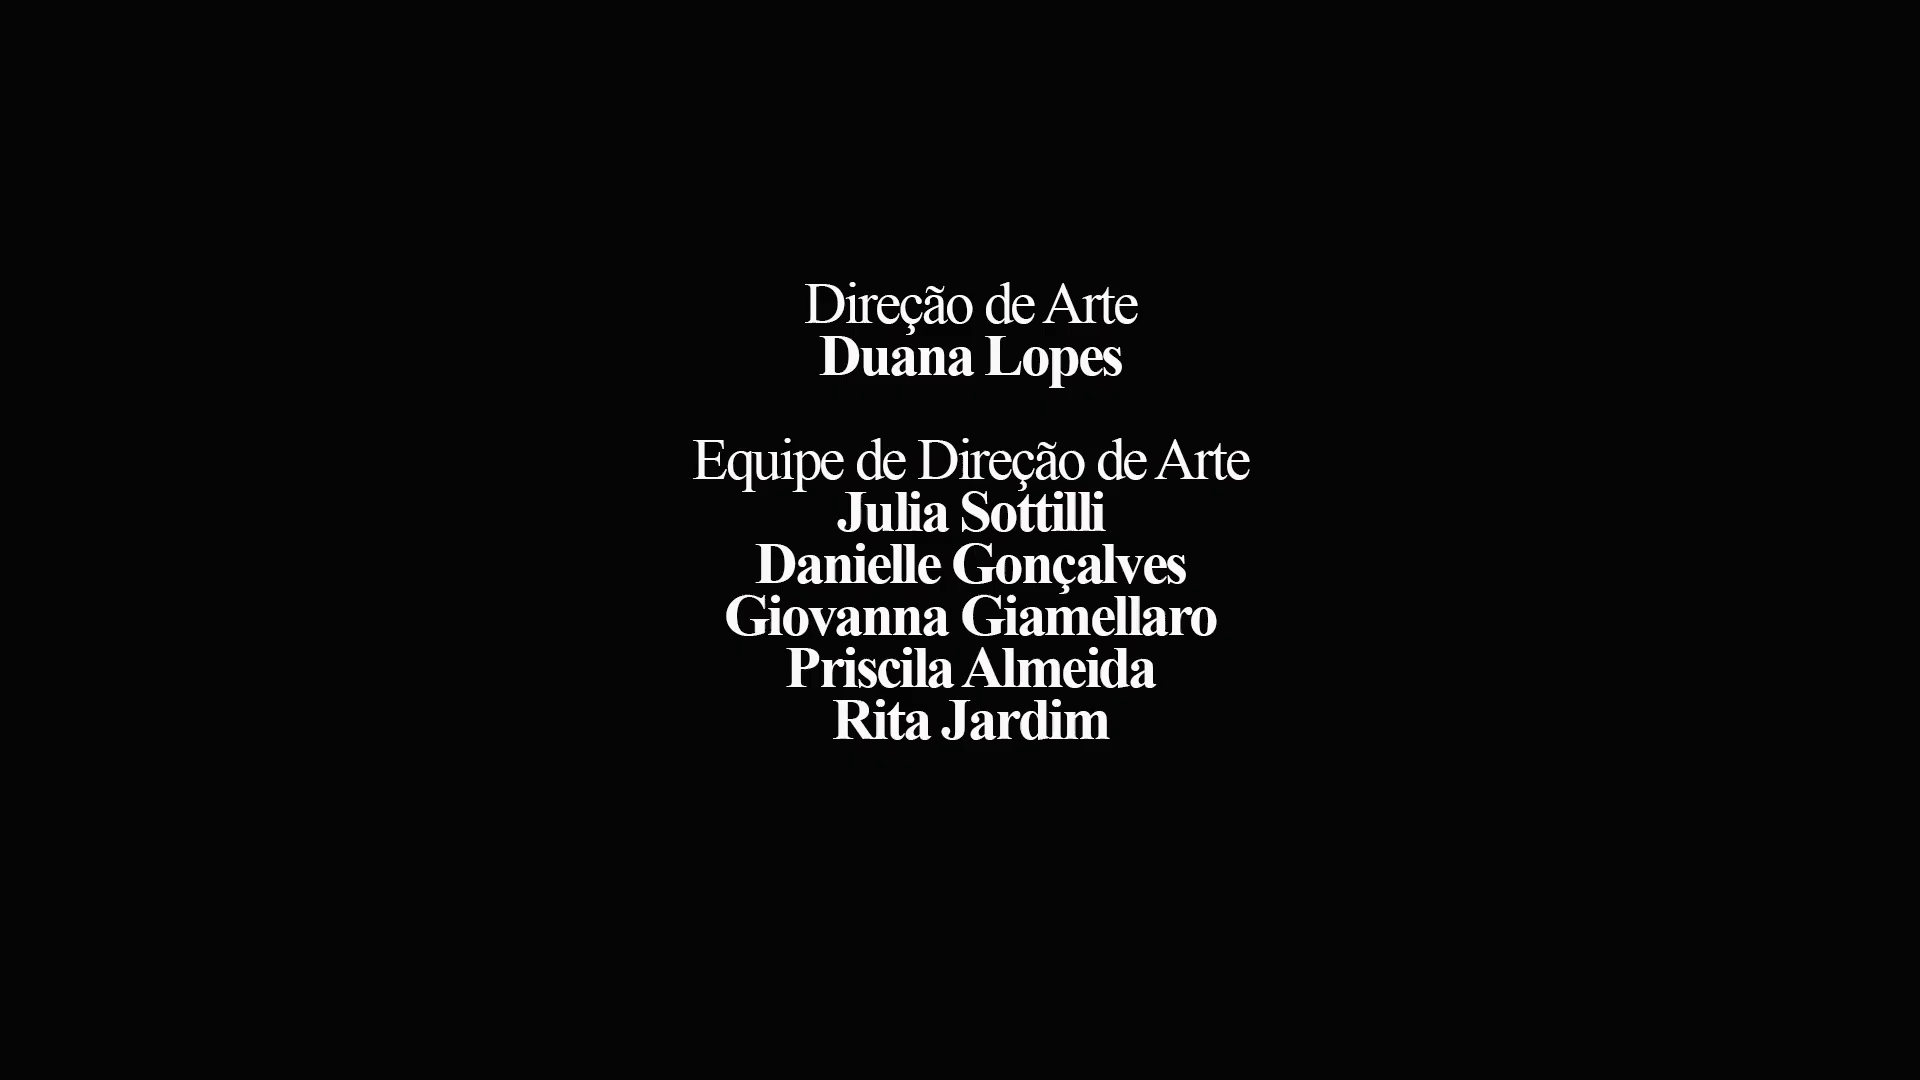 Direção de Arte
Duana Lopes
Equipe de Direção de Arte
Julia Sottilli
Danielle Gonçalves
Giovanna Giamellaro
Priscila Almeida
Rita Jardim